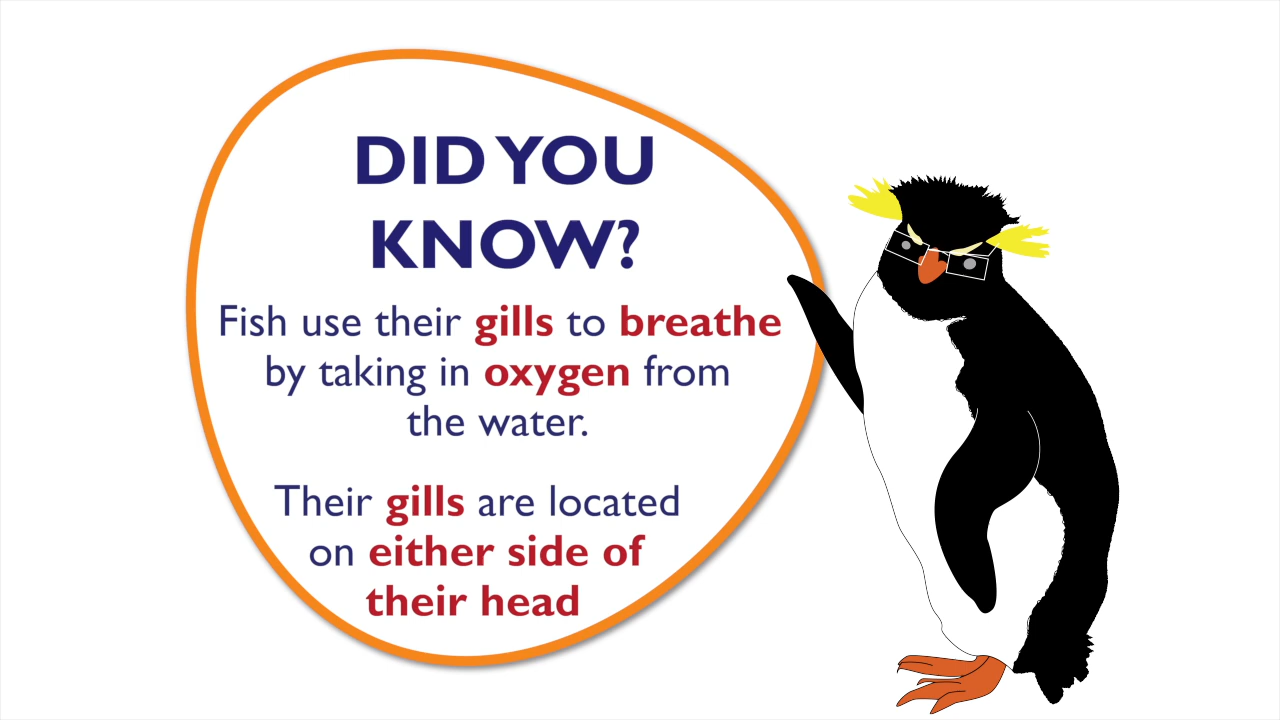 DID YOU
KNOW?
Fish use their gills to breathe
by taking in oxygen from
the water.
Their gills are located
on either side of
their head